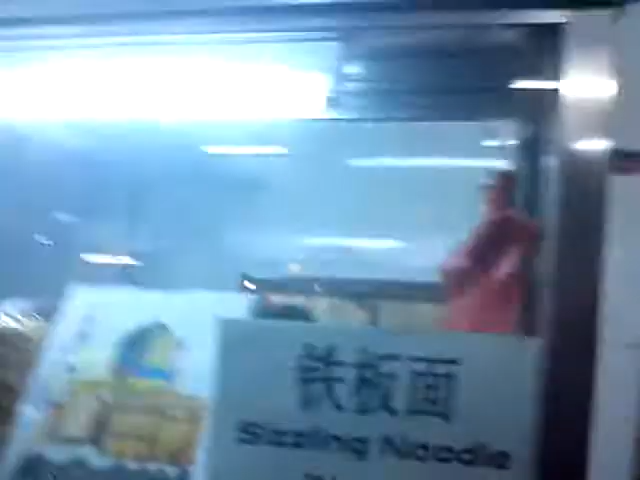 铁板面
Sizzling Noodle